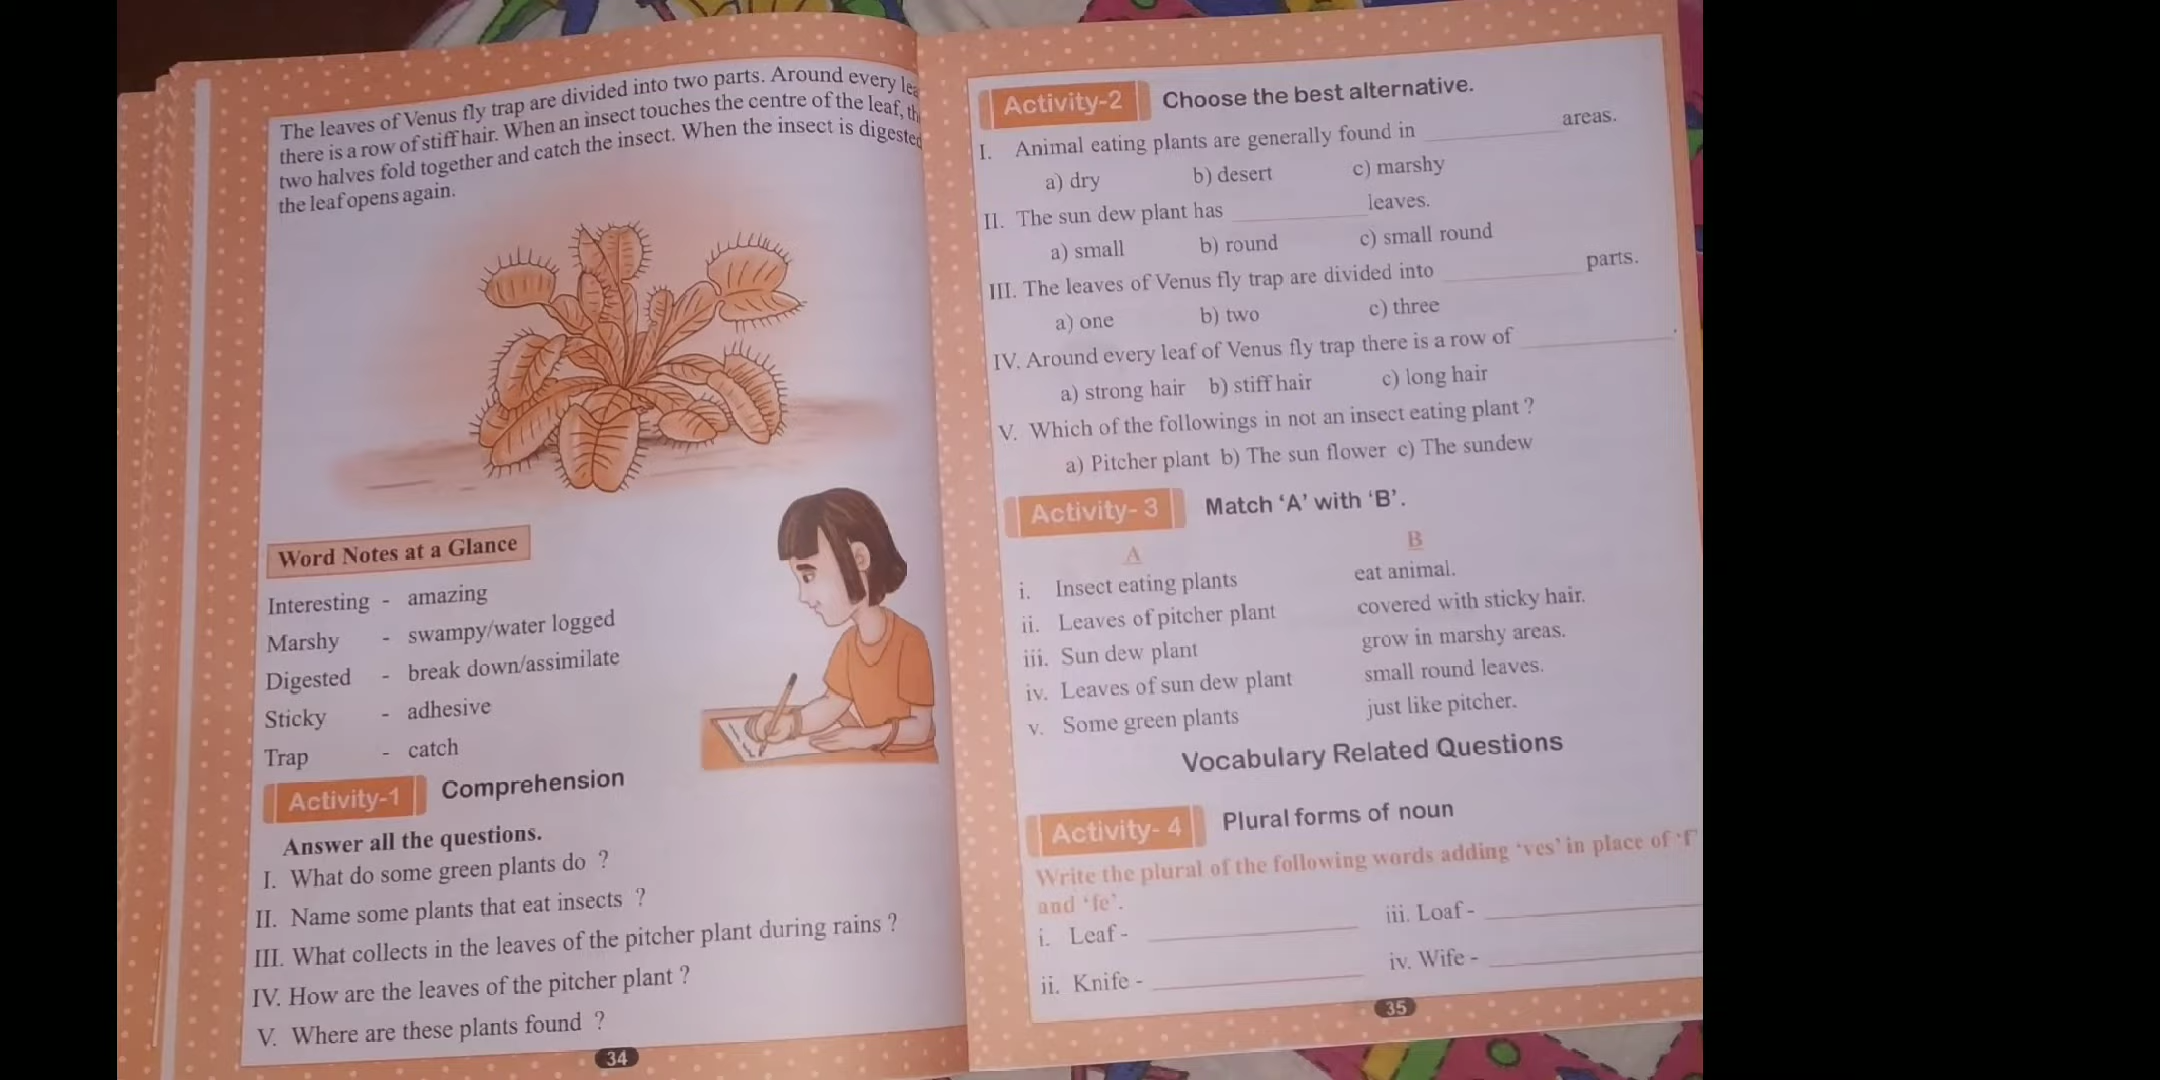 The leaves of Venus fly trap are divided into two parts. Around every
there is a row of stiff hair. When an insect touches the centre of the leaf,
two halves fold together and catch the insect. When the insect is
the leaf opens again.
Word Notes at a Glance
Interesting - amazing
Marshy - swampy/water logged
Digested - break down/assimilate
Sticky - adhesive
Trap - catch
Activity-1 Comprehension
Answer all the questions.
I. What do some green plants do ?
II. Name some plants that eat insects ?
III. What collects in the leaves of the pitcher plant during rains ?
IV. How are the leaves of the pitcher plant ?
V. Where are these plants found ?
34
Activity-2 Choose the best alternative.
I. Animal eating plants are generally found in ____________ areas.
a) dry b) desert c) marshy
II. The sun dew plant has ____________ leaves.
a) small b) round c) small round
III. The leaves of Venus fly trap are divided into ____________ parts.
a) one b) two c) three
IV. Around every leaf of Venus fly trap there is a row of ____________.
a) strong hair b) stiff hair c) long hair
V. Which of the followings in not an insect eating plant ?
a) Pitcher plant b) The sun flower c) The sundew
Activity- 3 Match ‘A’ with ‘B’.
A B
i. Insect eating plants eat animal.
ii. Leaves of pitcher plant covered with sticky hair.
iii. Sun dew plant grow in marshy areas.
iv. Leaves of sun dew plant small round leaves.
v. Some green plants just like pitcher.
Vocabulary Related Questions
Activity- 4 Plural forms of noun
Write the plural of the following words adding ‘ves’ in place of ‘f’
and ‘fe’.
i. Leaf - ____________ iii. Loaf - ____________
ii. Knife - ____________ iv. Wife - ____________
35